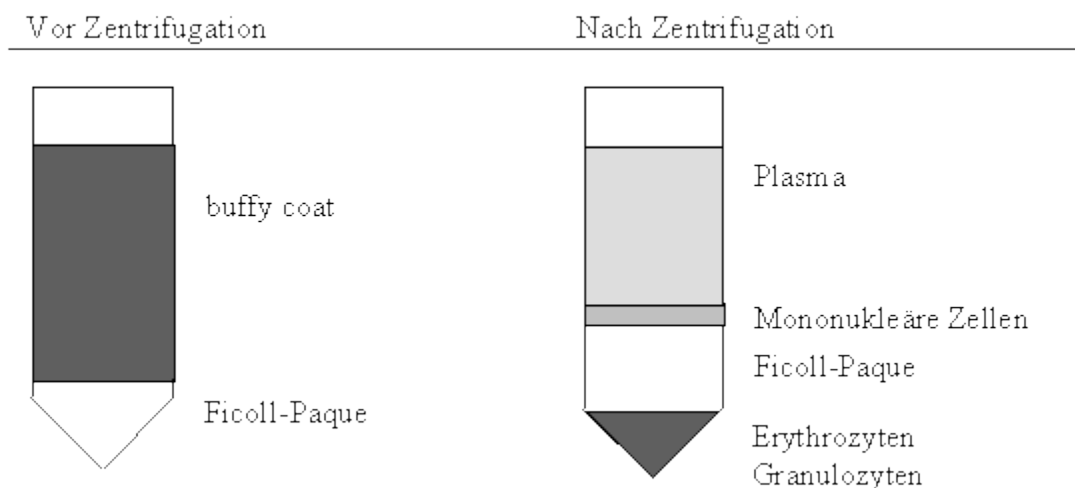 Vor Zentrifugation
Nach Zentrifugation
buffy coat
Ficoll-Paque
Plasma
Mononukleäre Zellen
Ficoll-Paque
Erythrozyten
Granulozyten